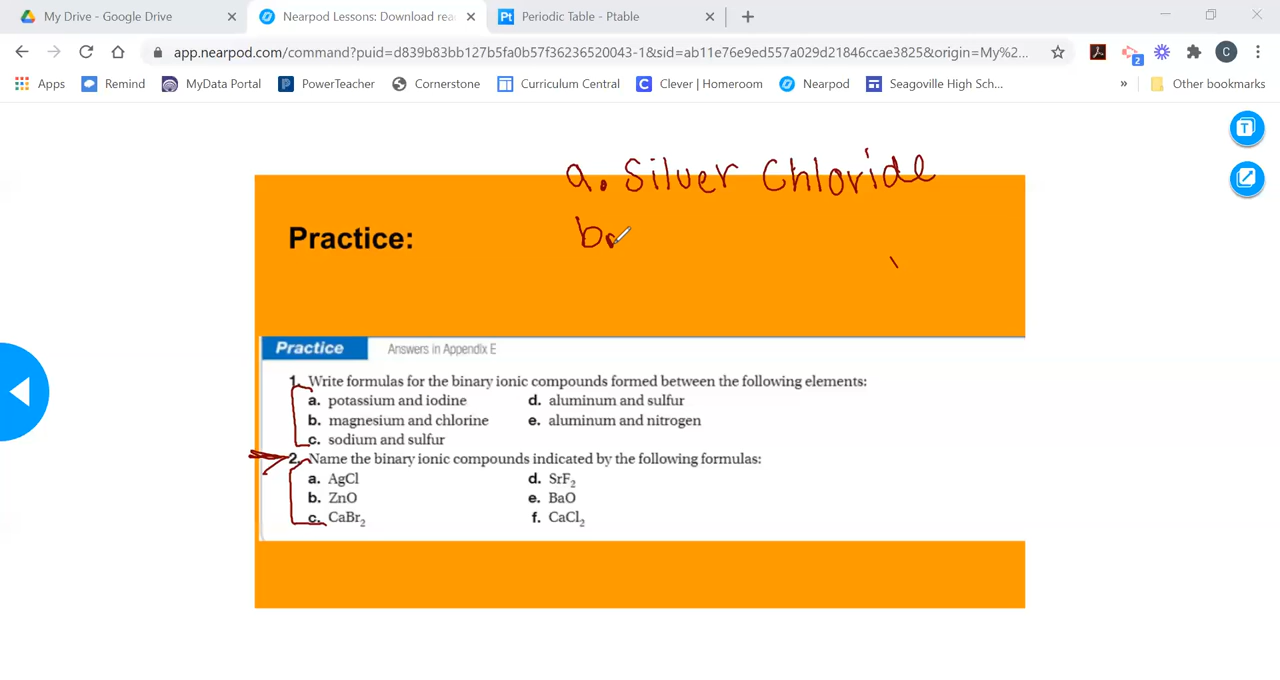 My Drive - Google Drive
Nearpod Lessons: Download rea
Pt Periodic Table - Ptable
app.nearpod.com/command?puid=d839b83bb127b5fa0b57f36236520043-1&sid=ab11e76e9ed557a029d21846ccae3825&origin=My%2...
2
C
Apps Remind MyData Portal PowerTeacher Cornerstone Curriculum Central Clever | Homeroom Nearpod Seagoville High Sch... » Other bookmarks
T
a. Silver Chloride
b.
Practice:
Practice Answers in Appendix E
1. Write formulas for the binary ionic compounds formed between the following elements:
a. potassium and iodine d. aluminum and sulfur
b. magnesium and chlorine e. aluminum and nitrogen
c. sodium and sulfur
2. Name the binary ionic compounds indicated by the following formulas:
a. AgCl d. SrF₂
b. ZnO e. BaO
c. CaBr₂ f. CaCl₂